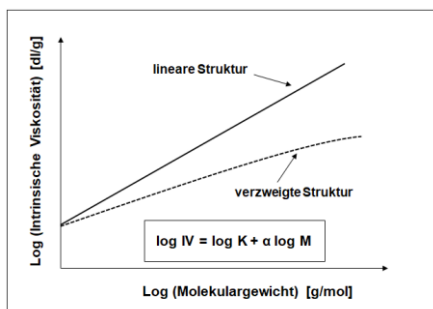 Log (Intrinsische Viskosität) [dl/g]
lineare Struktur
verzweigte Struktur
log IV = log K + α log M
Log (Molekulargewicht) [g/mol]